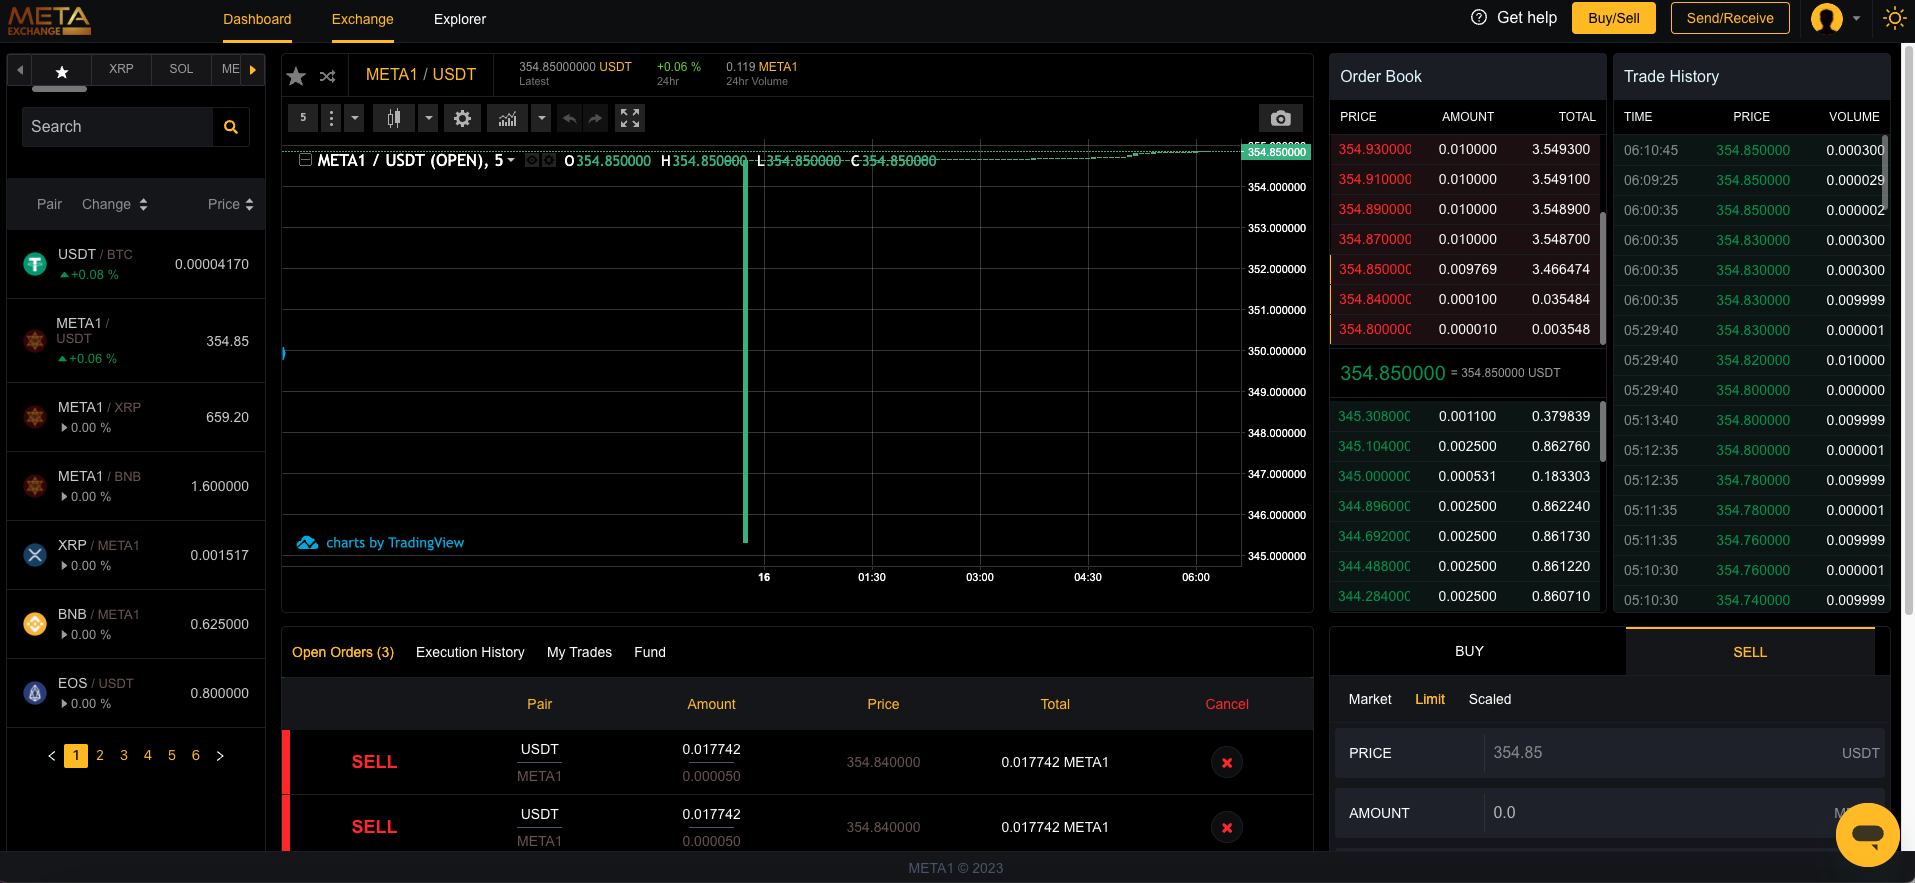 META
EXCHANGE
Dashboard Exchange Explorer
Get help Buy/Sell Send/Receive
XRP SOL ME
Search
Pair Change Price
USDT / BTC
+0.08 %
0.00004170
META1 /
USDT
+0.06 %
354.85
META1 / XRP
0.00 %
659.20
META1 / BNB
0.00 %
1.600000
XRP / META1
0.00 %
0.001517
BNB / META1
0.00 %
0.625000
EOS / USDT
0.00 %
0.800000
< 1 2 3 4 5 6 >
META1 / USDT
354.85000000 USDT
Latest
+0.06 %
24hr
0.119 META1
24hr Volume
5
META1 / USDT (OPEN), 5 O354.850000 H354.850000 L354.850000 C354.850000
354.850000
354.000000
353.000000
352.000000
351.000000
350.000000
349.000000
348.000000
347.000000
346.000000
345.000000
charts by TradingView
16 01:30 03:00 04:30 06:00
Order Book
PRICE AMOUNT TOTAL
354.930000 0.010000 3.549300
354.910000 0.010000 3.549100
354.890000 0.010000 3.548900
354.870000 0.010000 3.548700
354.850000 0.009769 3.466474
354.840000 0.000100 0.035484
354.800000 0.000010 0.003548
354.850000 = 354.850000 USDT
345.308000 0.001100 0.379839
345.104000 0.002500 0.862760
345.000000 0.000531 0.183303
344.896000 0.002500 0.862240
344.692000 0.002500 0.861730
344.488000 0.002500 0.861220
344.284000 0.002500 0.860710
Trade History
TIME PRICE VOLUME
06:10:45 354.850000 0.000300
06:09:25 354.850000 0.000029
06:00:35 354.850000 0.000002
06:00:35 354.830000 0.000300
06:00:35 354.830000 0.000300
06:00:35 354.830000 0.009999
05:29:40 354.830000 0.000001
05:29:40 354.820000 0.010000
05:29:40 354.800000 0.000000
05:13:40 354.800000 0.009999
05:12:35 354.800000 0.000001
05:12:35 354.780000 0.009999
05:11:35 354.780000 0.000001
05:11:35 354.760000 0.009999
05:10:30 354.760000 0.000001
05:10:30 354.740000 0.009999
Open Orders (3) Execution History My Trades Fund
Pair Amount Price Total Cancel
SELL USDT 0.017742 354.840000 0.017742 META1
META1 0.000050
SELL USDT 0.017742 354.840000 0.017742 META1
META1 0.000050
BUY SELL
Market Limit Scaled
PRICE 354.85 USDT
AMOUNT 0.0
META1 © 2023